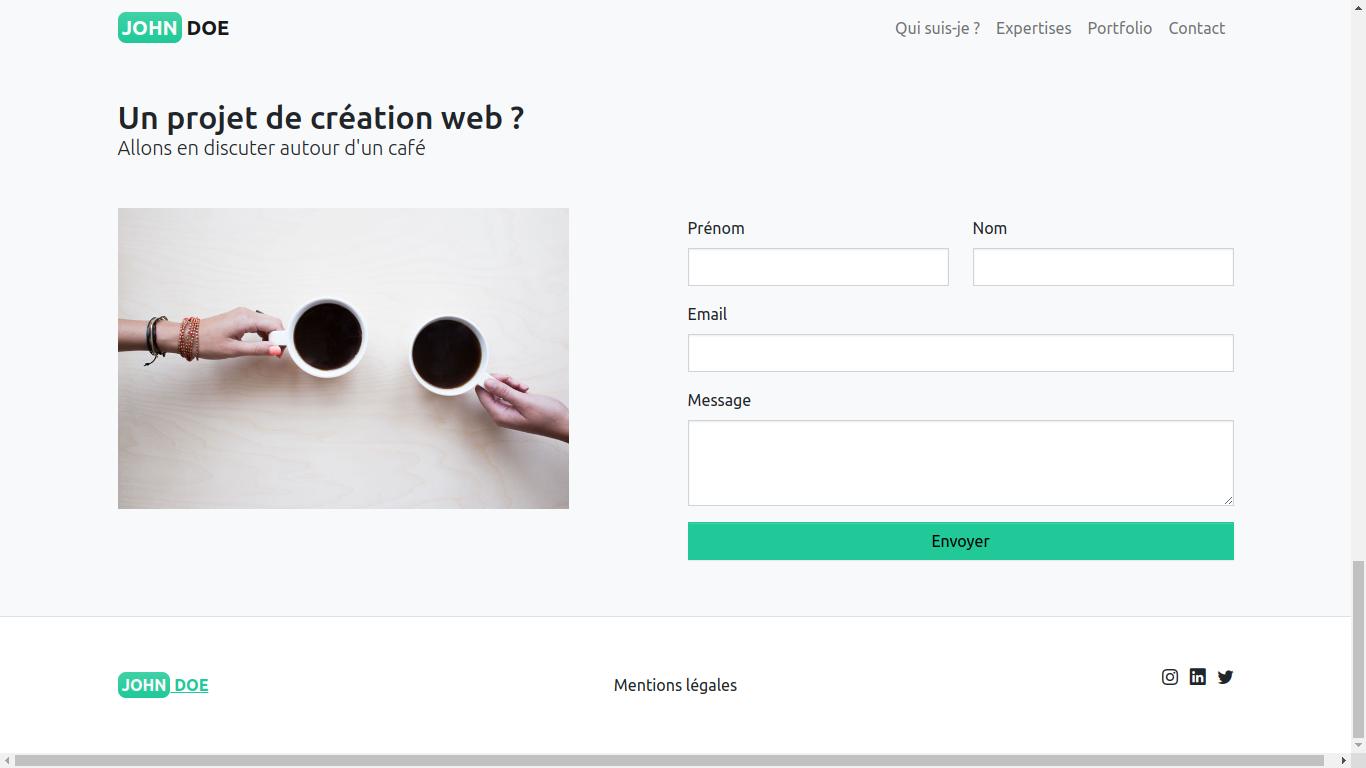 JOHN DOE
Qui suis-je ? Expertises Portfolio Contact
Un projet de création web ?
Allons en discuter autour d'un café
Prénom Nom
Email
Message
Envoyer
JOHN DOE
Mentions légales